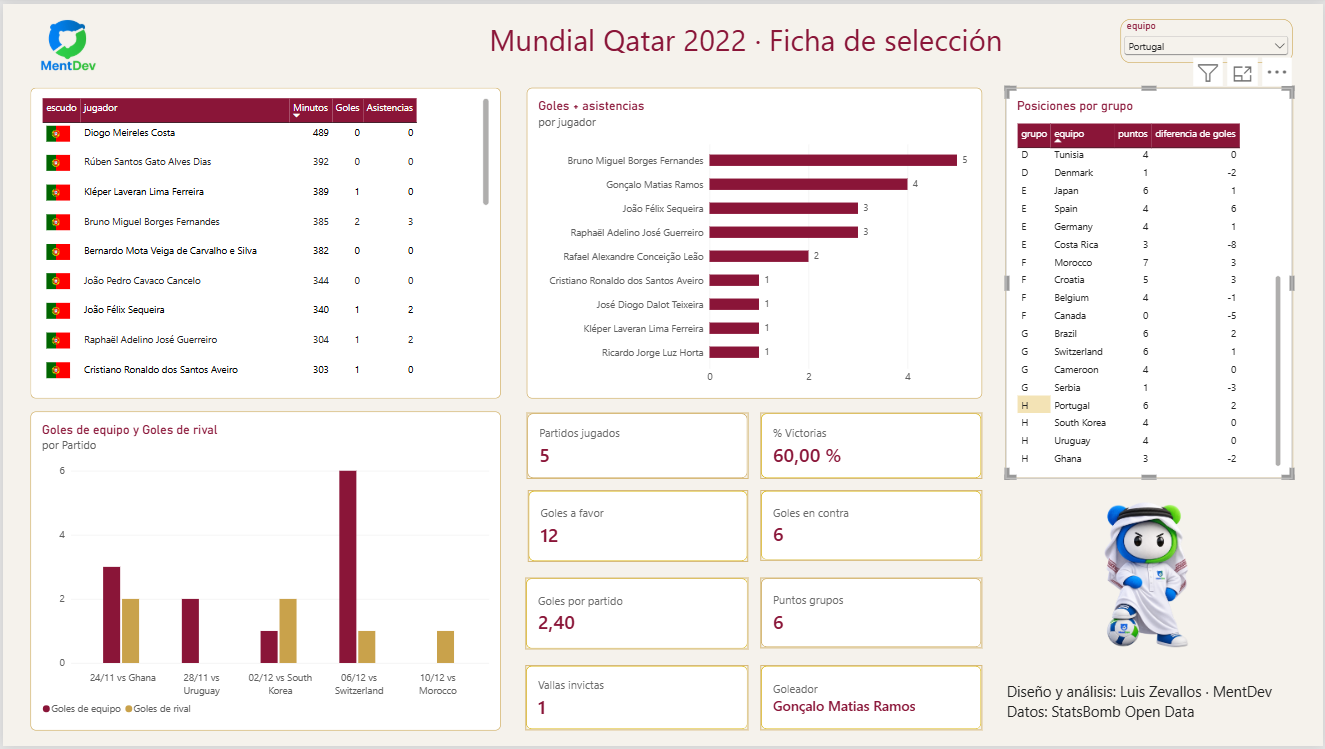 MentDev
Mundial Qatar 2022 · Ficha de selección
equipo
Portugal
escudo jugador Minutos Goles Asistencias
Diogo Meireles Costa 489 0 0
Rúben Santos Gato Alves Dias 392 0 0
Kléper Laveran Lima Ferreira 389 1 0
Bruno Miguel Borges Fernandes 385 2 3
Bernardo Mota Veiga de Carvalho e Silva 382 0 0
João Pedro Cavaco Cancelo 344 0 0
João Félix Sequeira 340 1 2
Raphaël Adelino José Guerreiro 304 1 2
Cristiano Ronaldo dos Santos Aveiro 303 1 0
Goles + asistencias
por jugador
Bruno Miguel Borges Fernandes 5
Gonçalo Matias Ramos 4
João Félix Sequeira 3
Raphaël Adelino José Guerreiro 3
Rafael Alexandre Conceição Leão 2
Cristiano Ronaldo dos Santos Aveiro 1
José Diogo Dalot Teixeira 1
Kléper Laveran Lima Ferreira 1
Ricardo Jorge Luz Horta 1
0 2 4
Posiciones por grupo
grupo equipo puntos diferencia de goles
D Tunisia 4 0
D Denmark 1 -2
E Japan 6 1
E Spain 4 6
E Germany 4 1
E Costa Rica 3 -8
F Morocco 7 3
F Croatia 5 3
F Belgium 4 -1
F Canada 0 -5
G Brazil 6 2
G Switzerland 6 1
G Cameroon 4 0
G Serbia 1 -3
H Portugal 6 2
H South Korea 4 0
H Uruguay 4 0
H Ghana 3 -2
Goles de equipo y Goles de rival
por Partido
6
4
2
0
24/11 vs Ghana
28/11 vs Uruguay
02/12 vs South Korea
06/12 vs Switzerland
10/12 vs Morocco
Goles de equipo Goles de rival
Partidos jugados
5
% Victorias
60,00 %
Goles a favor
12
Goles en contra
6
Goles por partido
2,40
Puntos grupos
6
Vallas invictas
1
Goleador
Gonçalo Matias Ramos
MentDev
Diseño y análisis: Luis Zevallos · MentDev
Datos: StatsBomb Open Data